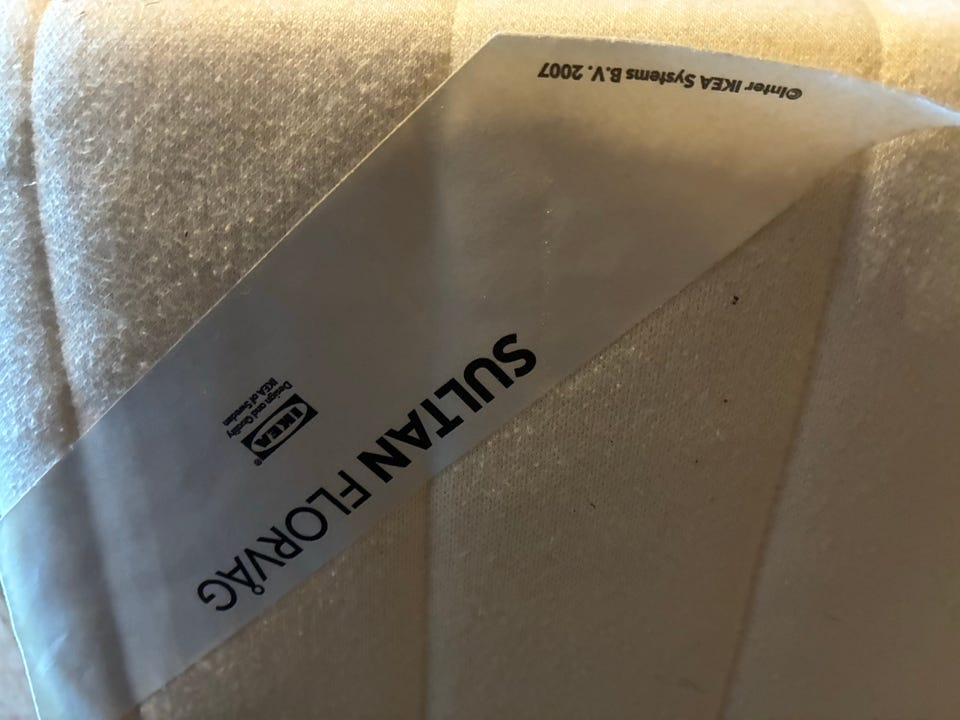 SULTAN FLORVÅG
IKEA®
Design and Quality
IKEA of Sweden
©Inter IKEA Systems B.V. 2007